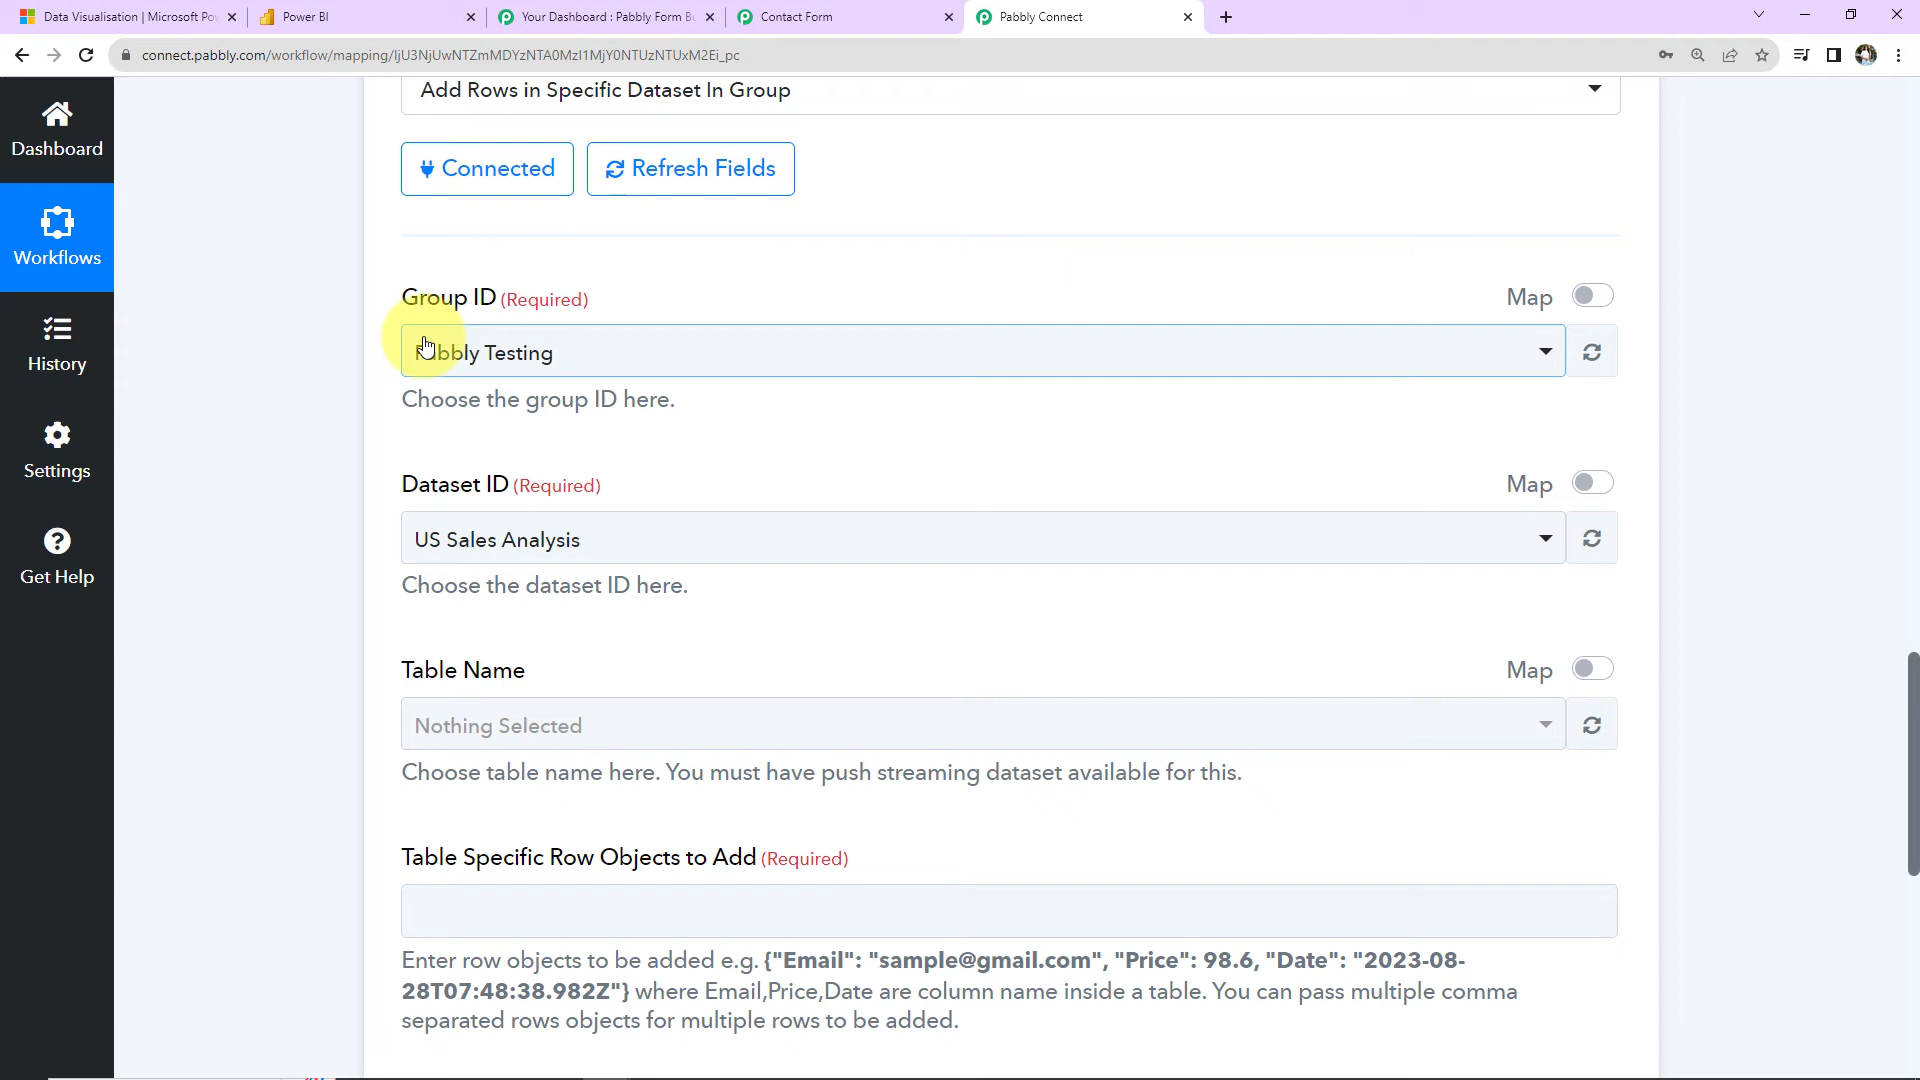 Data Visualisation | Microsoft Po
Power BI
Your Dashboard : Pabbly Form Bu
Contact Form
Pabbly Connect
connect.pabbly.com/workflow/mapping/IjU3NjUwNTZmMDYzNTA0MzI1MjY0NTUzNTUxM2Ei_pc
Dashboard
Workflows
History
Settings
Get Help
Add Rows in Specific Dataset In Group
Connected
Refresh Fields
Group ID (Required)
Map
Pabbly Testing
Choose the group ID here.
Dataset ID (Required)
Map
US Sales Analysis
Choose the dataset ID here.
Table Name
Map
Nothing Selected
Choose table name here. You must have push streaming dataset available for this.
Table Specific Row Objects to Add (Required)
Enter row objects to be added e.g. {"Email": "sample@gmail.com", "Price": 98.6, "Date": "2023-08-
28T07:48:38.982Z"} where Email,Price,Date are column name inside a table. You can pass multiple comma
separated rows objects for multiple rows to be added.